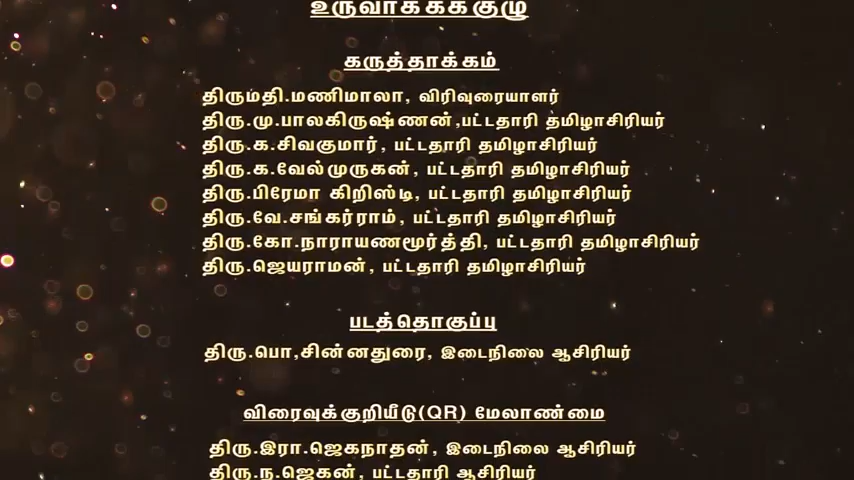 உருவாக்கக்குழு
கருத்தாக்கம்
திருமதி.மணிமாலா, விரிவுரையாளர்
திரு.மு.பாலகிருஷ்ணன்,பட்டதாரி தமிழாசிரியர்
திரு.க.சிவகுமார், பட்டதாரி தமிழாசிரியர்
திரு.க.வேல்முருகன், பட்டதாரி தமிழாசிரியர்
திரு.பிரேமா கிறிஸ்டி, பட்டதாரி தமிழாசிரியர்
திரு.வே.சங்கர்ராம், பட்டதாரி தமிழாசிரியர்
திரு.கோ.நாராயணமூர்த்தி, பட்டதாரி தமிழாசிரியர்
திரு.ஜெயராமன், பட்டதாரி தமிழாசிரியர்
படத்தொகுப்பு
திரு.பொ,சின்னதுரை, இடைநிலை ஆசிரியர்
விரைவுக்குறியீடு(QR) மேலாண்மை
திரு.இரா.ஜெகநாதன், இடைநிலை ஆசிரியர்
திரு.ந.ஜெகன், பட்டதாரி ஆசிரியர்